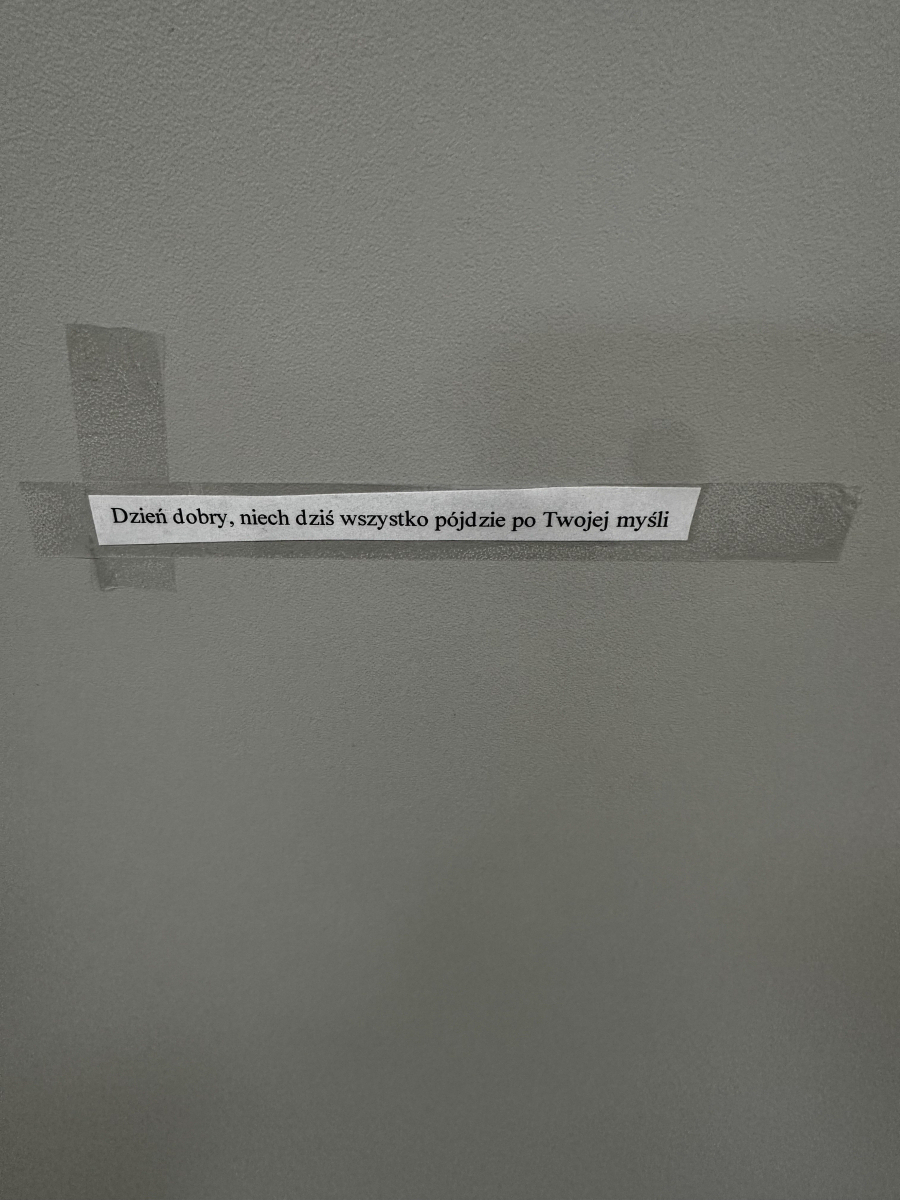 Dzień dobry, niech dziś wszystko pójdzie po Twojej myśli